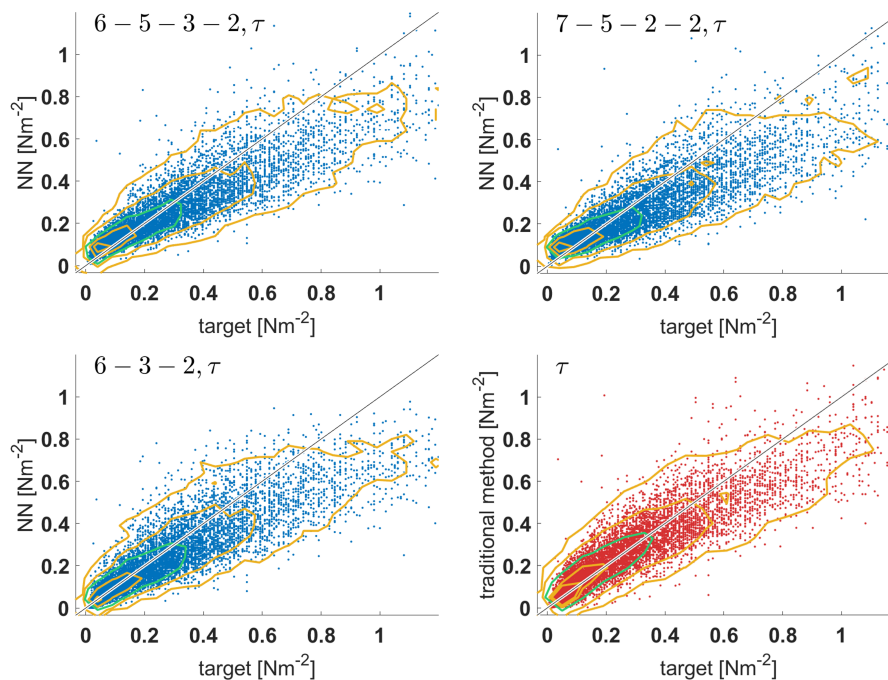 6 − 5 − 3 − 2, τ
NN [Nm-2]
1
0.8
0.6
0.4
0.2
0
0 0.2 0.4 0.6 0.8 1
target [Nm-2]
7 − 5 − 2 − 2, τ
NN [Nm-2]
1
0.8
0.6
0.4
0.2
0
0 0.2 0.4 0.6 0.8 1
target [Nm-2]
6 − 3 − 2, τ
NN [Nm-2]
1
0.8
0.6
0.4
0.2
0
0 0.2 0.4 0.6 0.8 1
target [Nm-2]
τ
traditional method [Nm-2]
1
0.8
0.6
0.4
0.2
0
0 0.2 0.4 0.6 0.8 1
target [Nm-2]